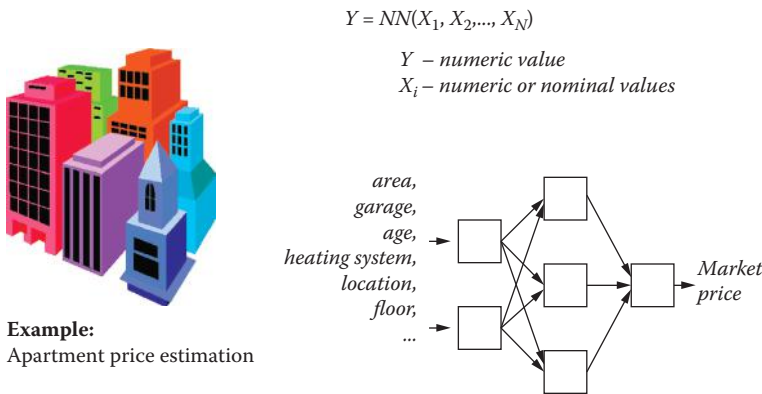 Y = NN(X₁, X₂,..., X_N)
Y – numeric value
Xᵢ – numeric or nominal values
area,
garage,
age,
heating system,
location,
floor,
...
Market
price
Example:
Apartment price estimation